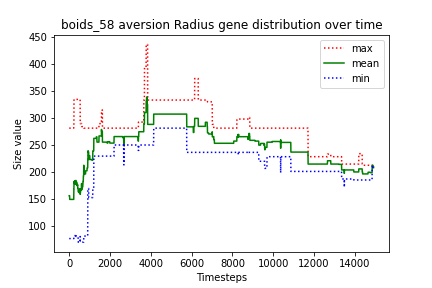 boids_58 aversion Radius gene distribution over time
Size value
450
400
350
300
250
200
150
100
max
mean
min
0 2000 4000 6000 8000 10000 12000 14000
Timesteps